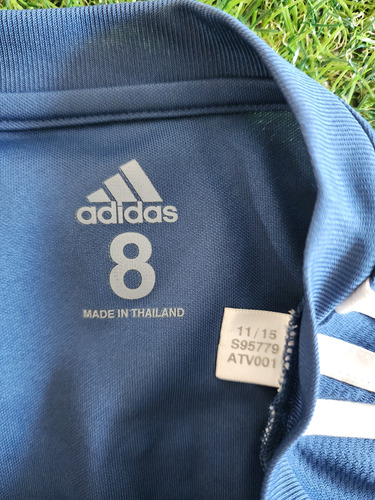 adidas
8
MADE IN THAILAND
11/15
S95779
ATV001